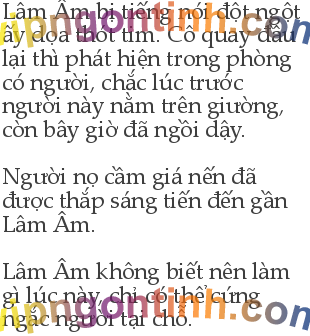 Lâm Âm bị tiếng nói đột ngột
ấy dọa thót tim. Cô quay đầu
lại thì phát hiện trong phòng
có người, chắc lúc trước
người này nằm trên giường,
còn bây giờ đã ngồi dậy.
Người nọ cầm giá nến đã
được thắp sáng tiến đến gần
Lâm Âm.
Lâm Âm không biết nên làm
gì lúc này, chỉ có thể cứng
ngắc người tại chỗ.